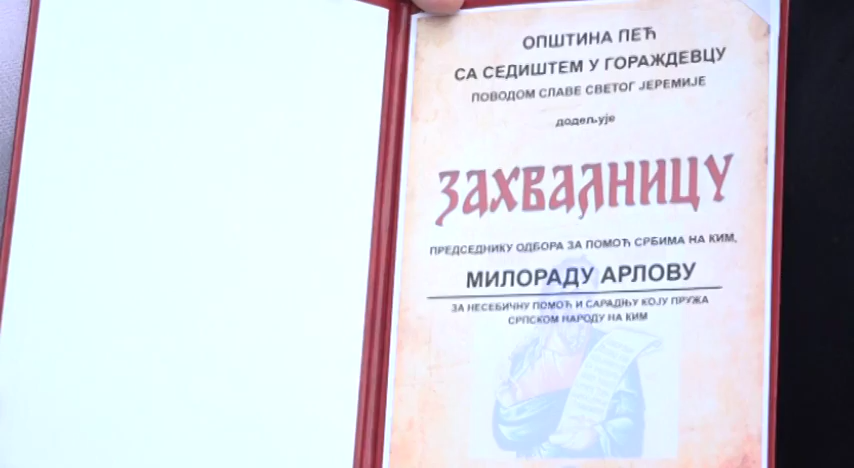 ОПШТИНА ПЕЋ
СА СЕДИШТЕМ У ГОРАЖДЕВЦУ
ПОВОДОМ СЛАВЕ СВЕТОГ ЈЕРЕМИЈЕ
додељује
ЗАХВАЛНИЦУ
ПРЕДСЕДНИКУ ОДБОРА ЗА ПОМОЋ СРБИМА НА КИМ,
МИЛОРАДУ АРЛОВУ
ЗА НЕСЕБИЧНУ ПОМОЋ И САРАДЊУ КОЈУ ПРУЖА
СРПСКОМ НАРОДУ НА КИМ